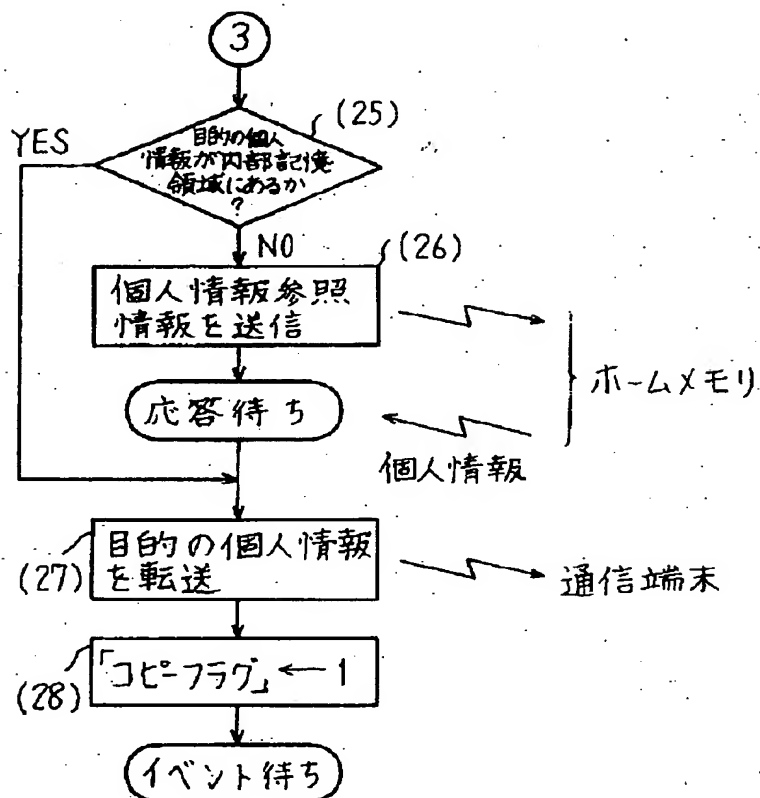 3
(25)
YES
目的の個人
情報が内部記憶
領域にあるか
?
NO
(26)
個人情報参照
情報を送信
ホームメモリ
応答待ち
個人情報
目的の個人情報
を転送
(27)
通信端末
「コピーフラグ」← 1
(28)
イベント待ち